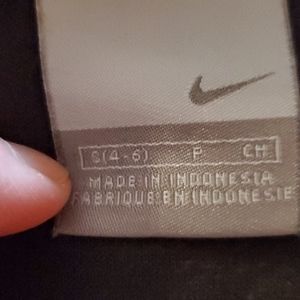 S(4-6) P CH
MADE IN INDONESIA
FABRIQUE EN INDONESIE